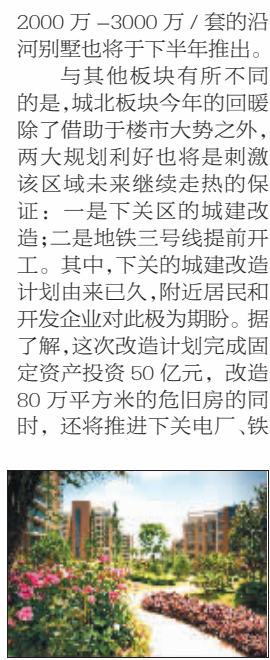 2000 万 –3000 万 / 套的沿
河别墅也将于下半年推出。
与其他板块有所不同
的是,城北板块今年的回暖
除了借助于楼市大势之外,
两大规划利好也将是刺激
该区域未来继续走热的保
证：一是下关区的城建改
造;二是地铁三号线提前开
工。其中,下关的城建改造
计划由来已久,附近居民和
开发企业对此极为期盼。据
了解,这次改造计划完成固
定资产投资 50 亿元，改造
80 万平方米的危旧房的同
时，还将推进下关电厂、铁